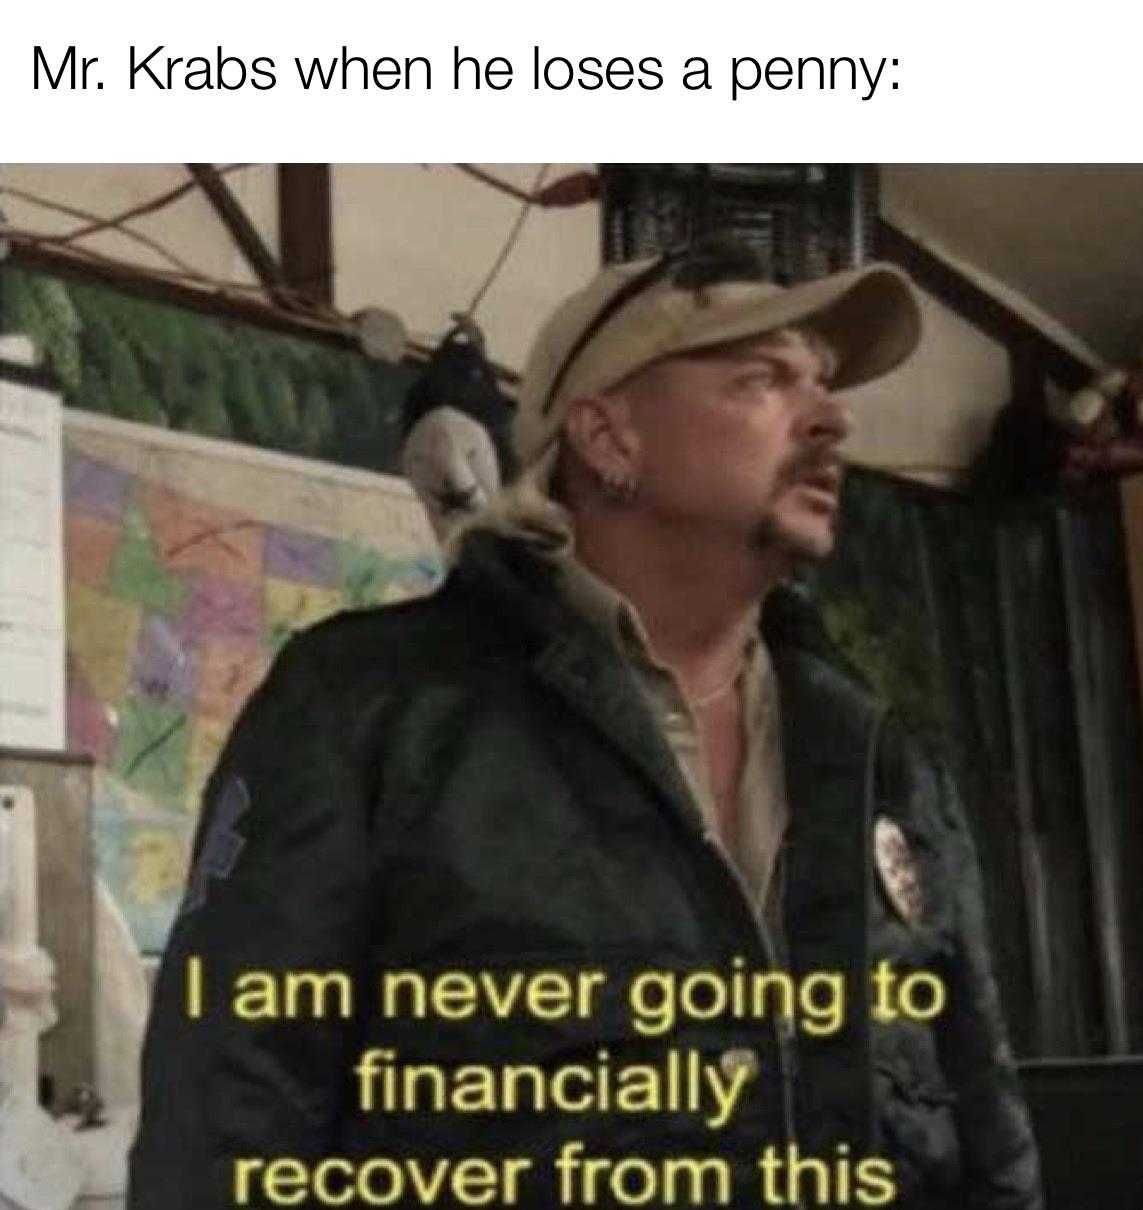 Mr. Krabs when he loses a penny:
I am never going to
financially
recover from this